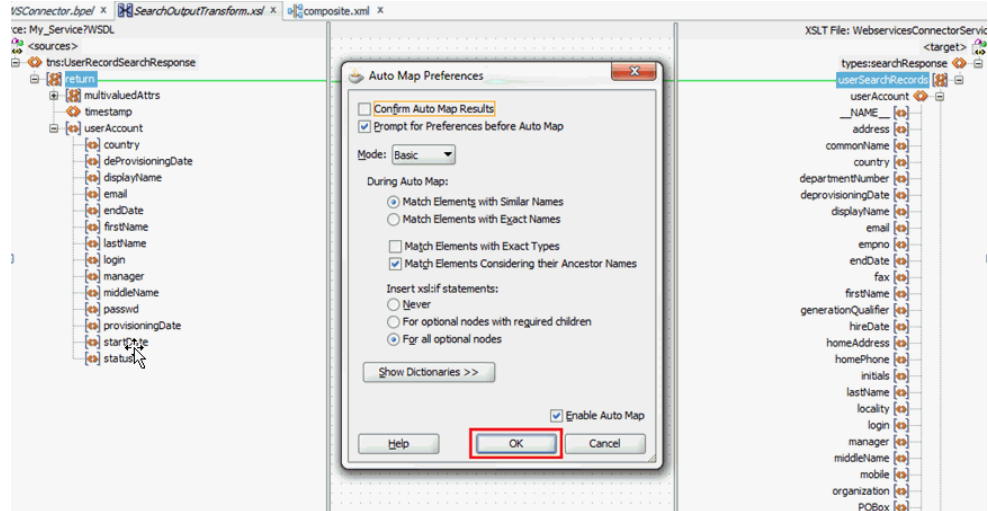 WSConnector.bpel x SearchOutputTransform.xsl x composite.xml x
rce: My_Service?WSDL
<sources>
tns:UserRecordSearchResponse
return
multivaluedAttrs
timestamp
userAccount
country
deProvisioningDate
displayName
email
endDate
firstName
lastName
login
manager
middleName
passwd
provisioningDate
startDate
status
Auto Map Preferences
Confirm Auto Map Results
Prompt for Preferences before Auto Map
Mode: Basic
During Auto Map:
Match Elements with Similar Names
Match Elements with Exact Names
Match Elements with Exact Types
Match Elements Considering their Ancestor Names
Insert xsl:if statements:
Never
For optional nodes with required children
For all optional nodes
Show Dictionaries >>
Enable Auto Map
Help OK Cancel
XSLT File: WebservicesConnectorServic
<target>
types:searchResponse
userSearchRecords
userAccount
__NAME__
address
commonName
country
departmentNumber
deprovisioningDate
displayName
email
empno
endDate
fax
firstName
generationQualifier
hireDate
homeAddress
homePhone
initials
lastName
locality
login
manager
middleName
mobile
organization
POBox